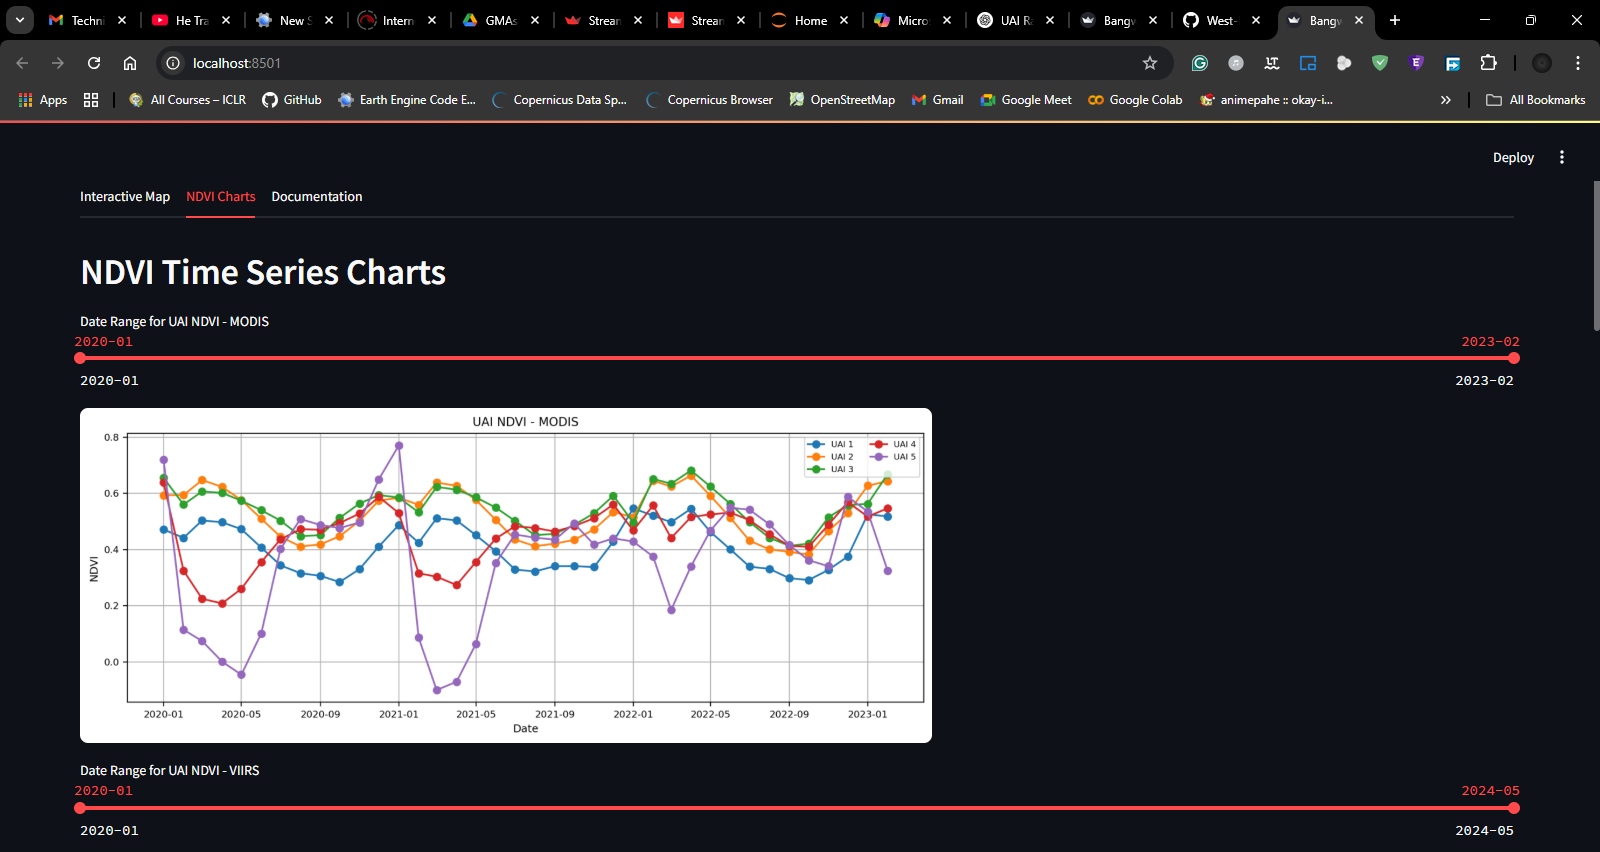 Techni
He Tra
New S
Intern
GMAs
Stream
Stream
Home
Micro
UAI R
Bangw
West-
Bangw
localhost:8501
Apps
All Courses – ICLR
GitHub
Earth Engine Code E...
Copernicus Data Sp...
Copernicus Browser
OpenStreetMap
Gmail
Google Meet
Google Colab
animepahe :: okay-i...
All Bookmarks
Deploy
Interactive Map NDVI Charts Documentation
NDVI Time Series Charts
Date Range for UAI NDVI - MODIS
2020-01 2023-02
2020-01 2023-02
UAI NDVI - MODIS
UAI 1 UAI 4
UAI 2 UAI 5
UAI 3
0.8
0.6
0.4
0.2
0.0
NDVI
2020-01 2020-05 2020-09 2021-01 2021-05 2021-09 2022-01 2022-05 2022-09 2023-01
Date
Date Range for UAI NDVI - VIIRS
2020-01 2024-05
2020-01 2024-05